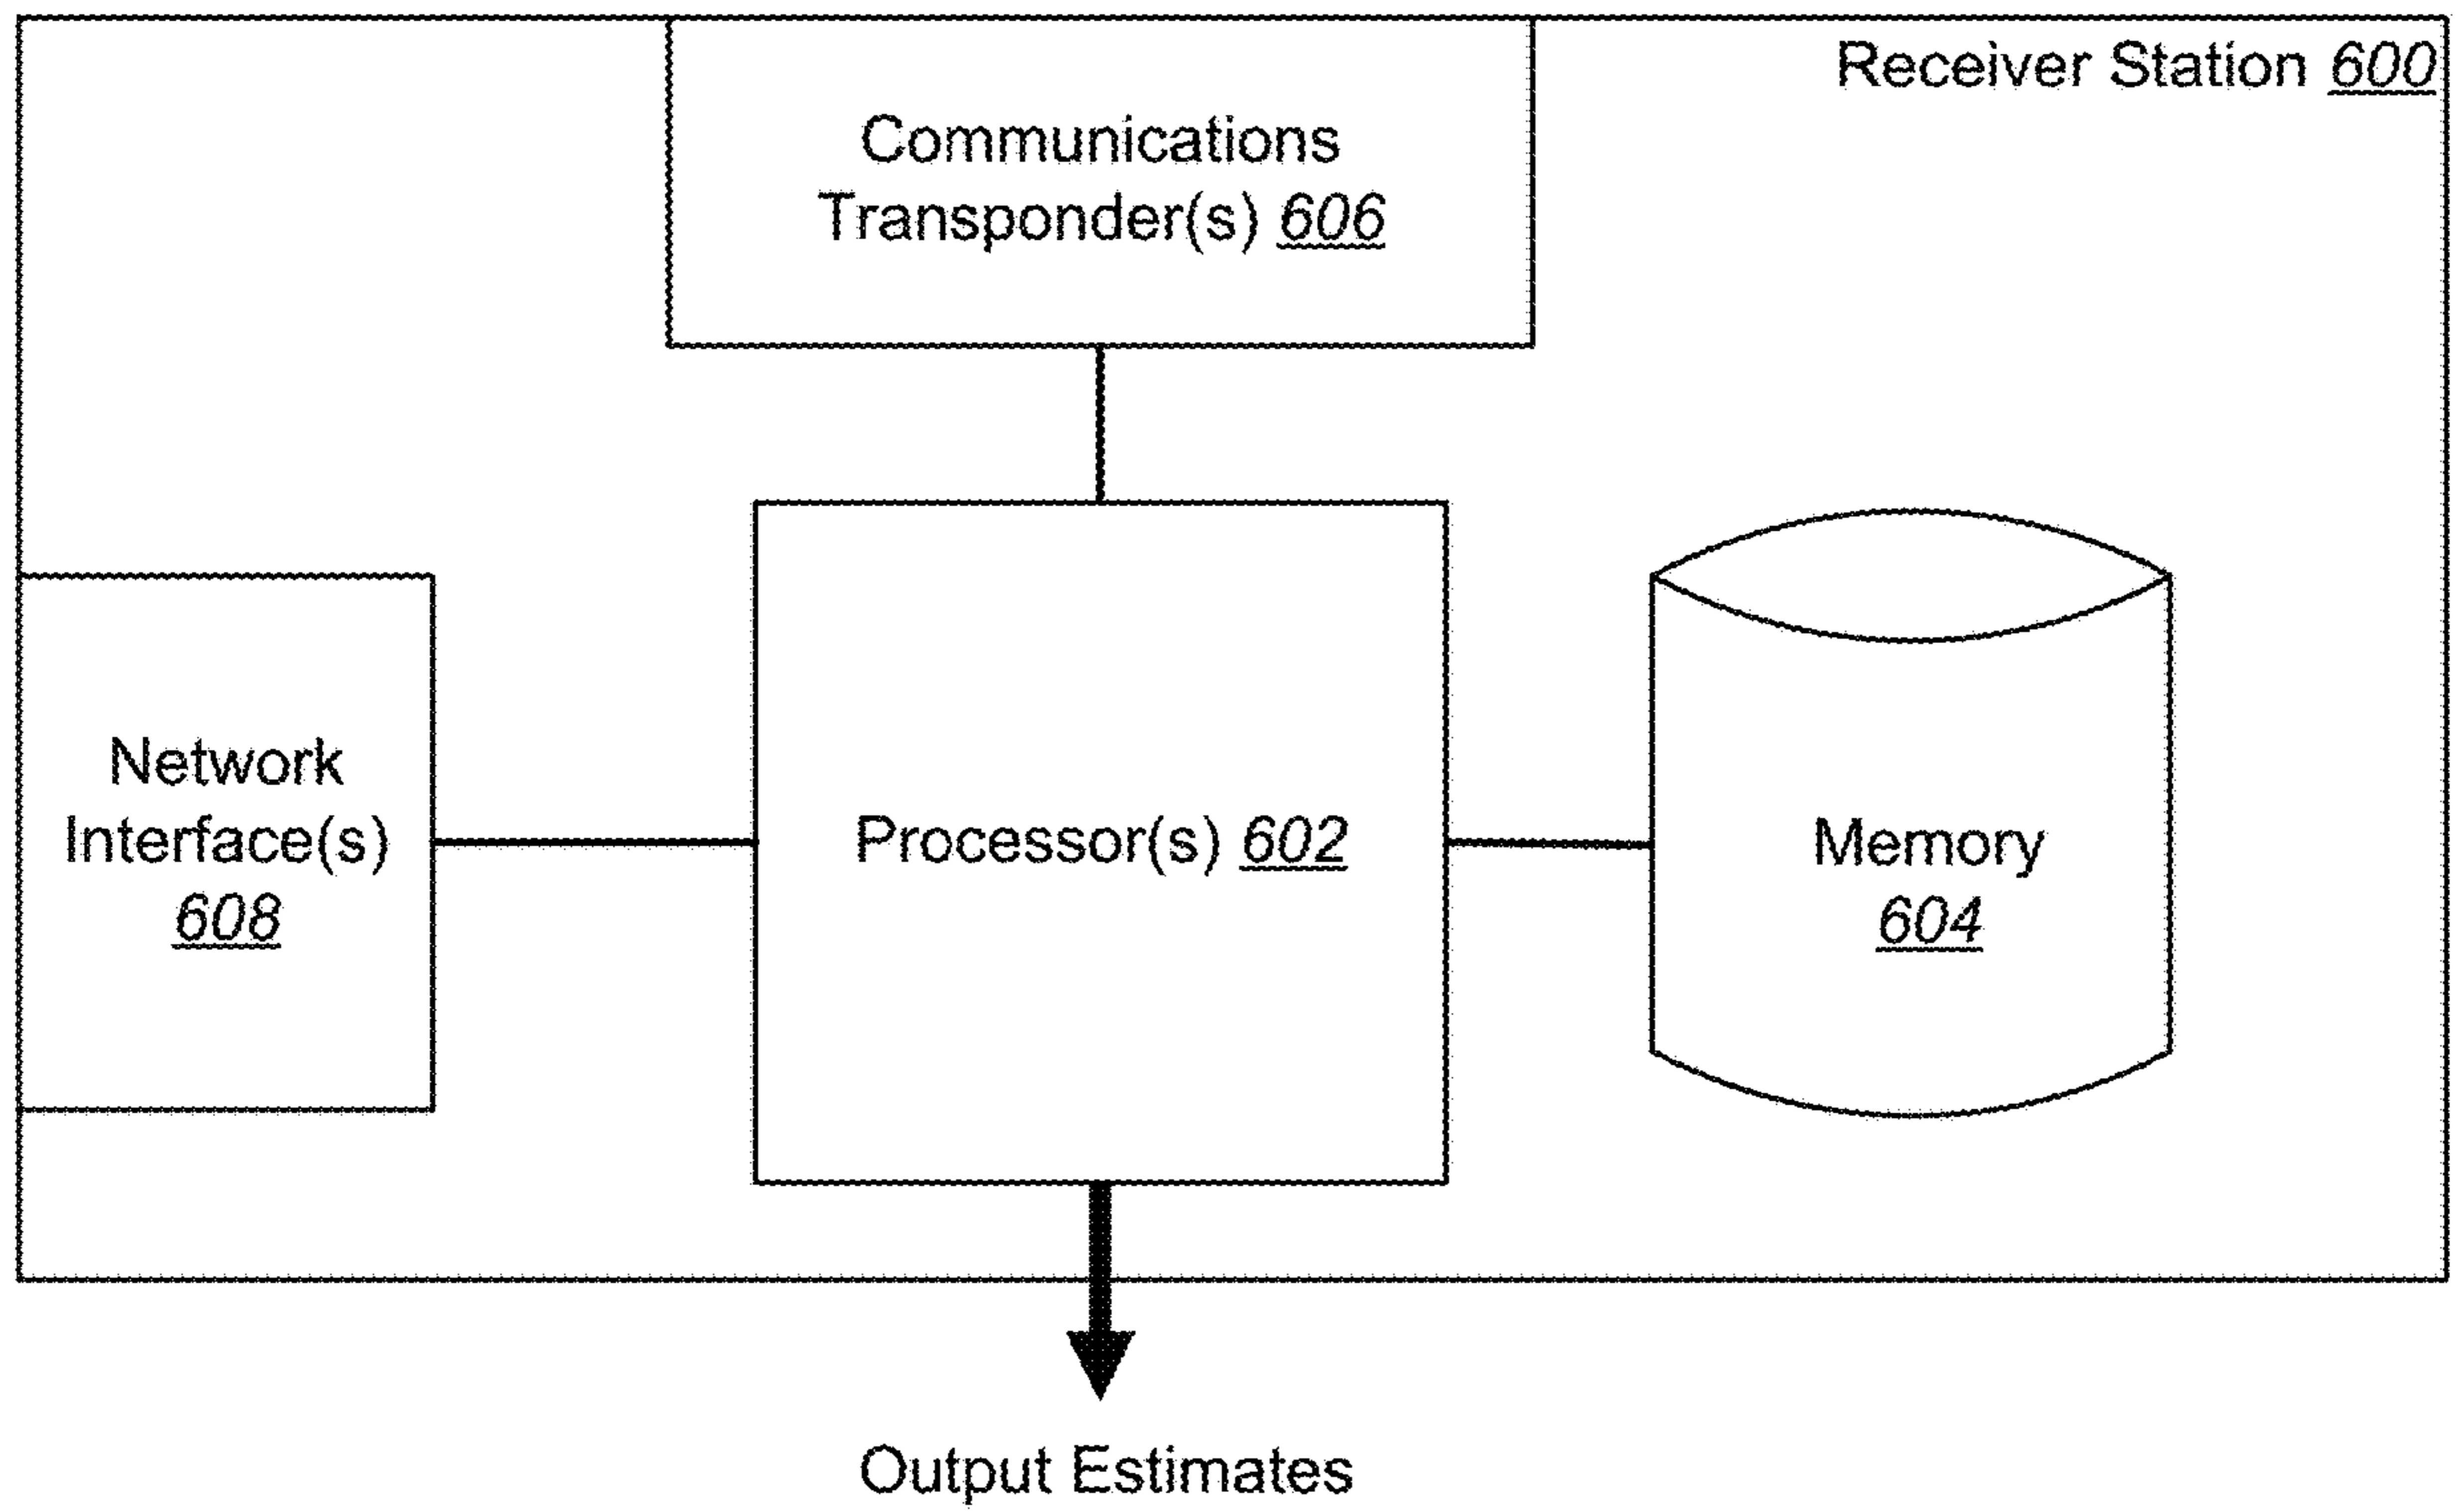 Receiver Station 600
Communications
Transponder(s) 606
Network
Interface(s)
608
Processor(s) 602
Memory
604
Output Estimates